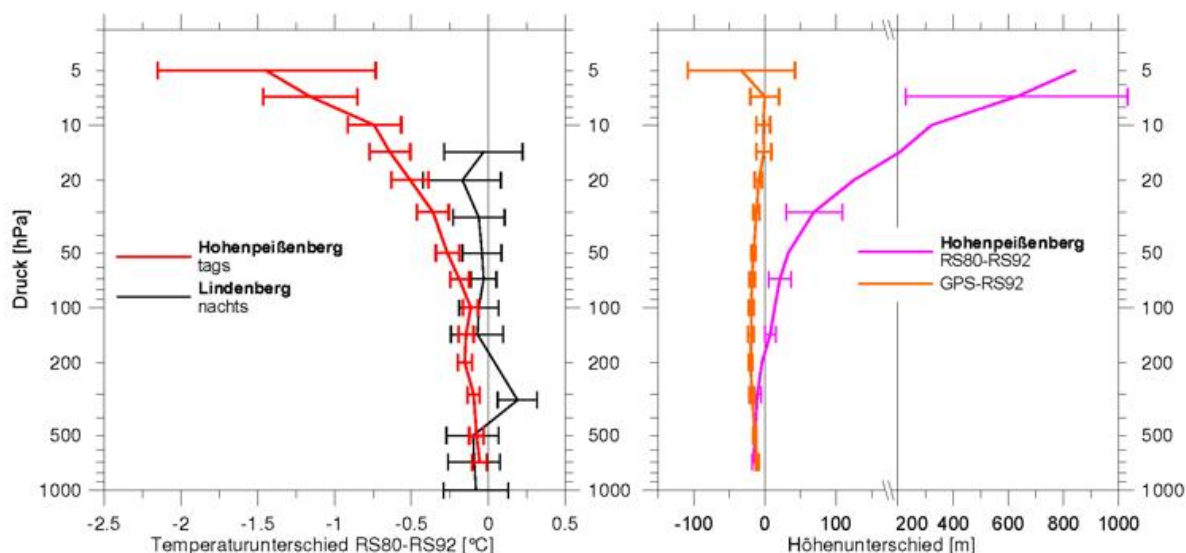 5
5
5
10
10
10
20
20
20
50
50
50
100
100
100
200
200
200
500
500
500
1000
1000
1000
Druck [hPa]
Hohenpeißenberg
tags
Lindenberg
nachts
Hohenpeißenberg
RS80-RS92
GPS-RS92
-2.5 -2 -1.5 -1 -0.5 0 0.5
-100 0 100 200 400 600 800 1000
Temperaturunterschied RS80-RS92 [°C]
Höhenunterschied [m]